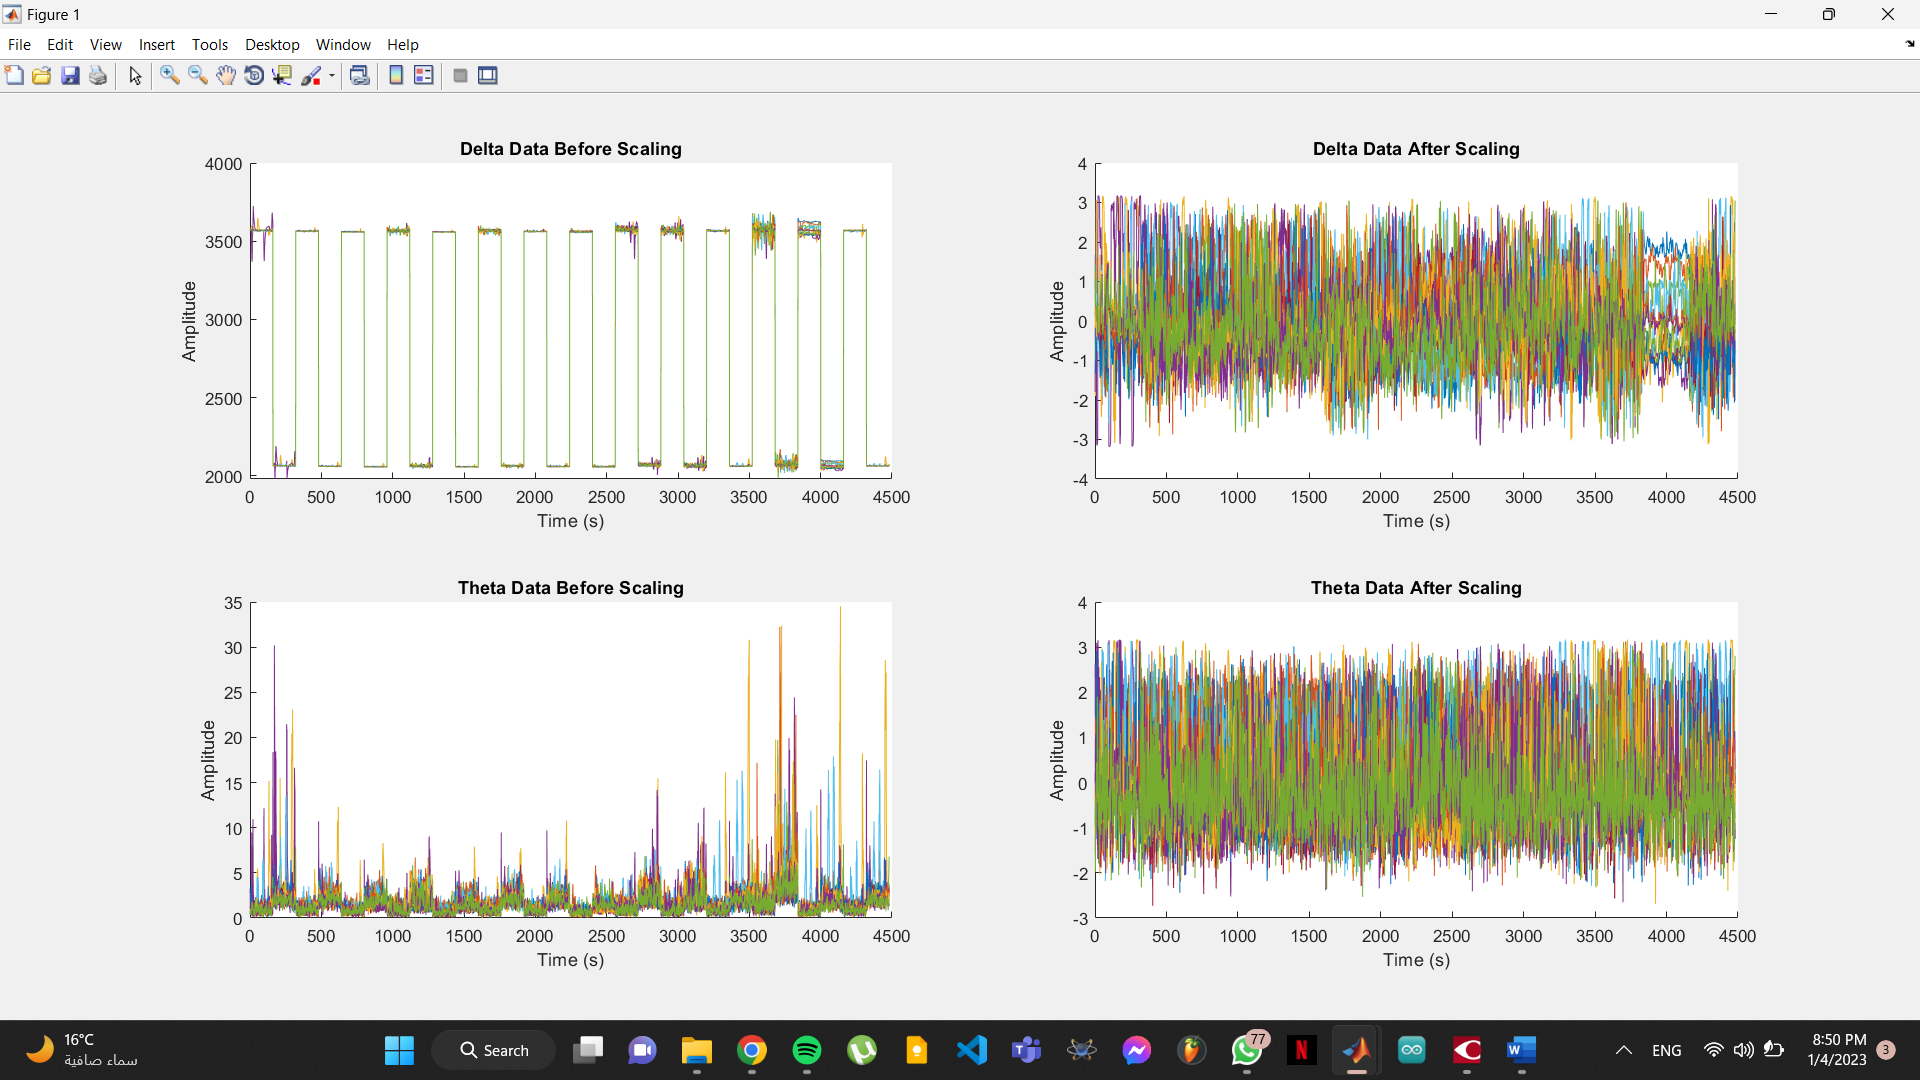 Figure 1
File Edit View Insert Tools Desktop Window Help
Delta Data Before Scaling
4000
3500
3000
2500
2000
Amplitude
0 500 1000 1500 2000 2500 3000 3500 4000 4500
Time (s)
Delta Data After Scaling
4
3
2
1
0
-1
-2
-3
-4
Amplitude
0 500 1000 1500 2000 2500 3000 3500 4000 4500
Time (s)
Theta Data Before Scaling
35
30
25
20
15
10
5
0
Amplitude
0 500 1000 1500 2000 2500 3000 3500 4000 4500
Time (s)
Theta Data After Scaling
4
3
2
1
0
-1
-2
-3
Amplitude
0 500 1000 1500 2000 2500 3000 3500 4000 4500
Time (s)
16°C
سماء صافية
Search
77
ENG
8:50 PM
1/4/2023
3